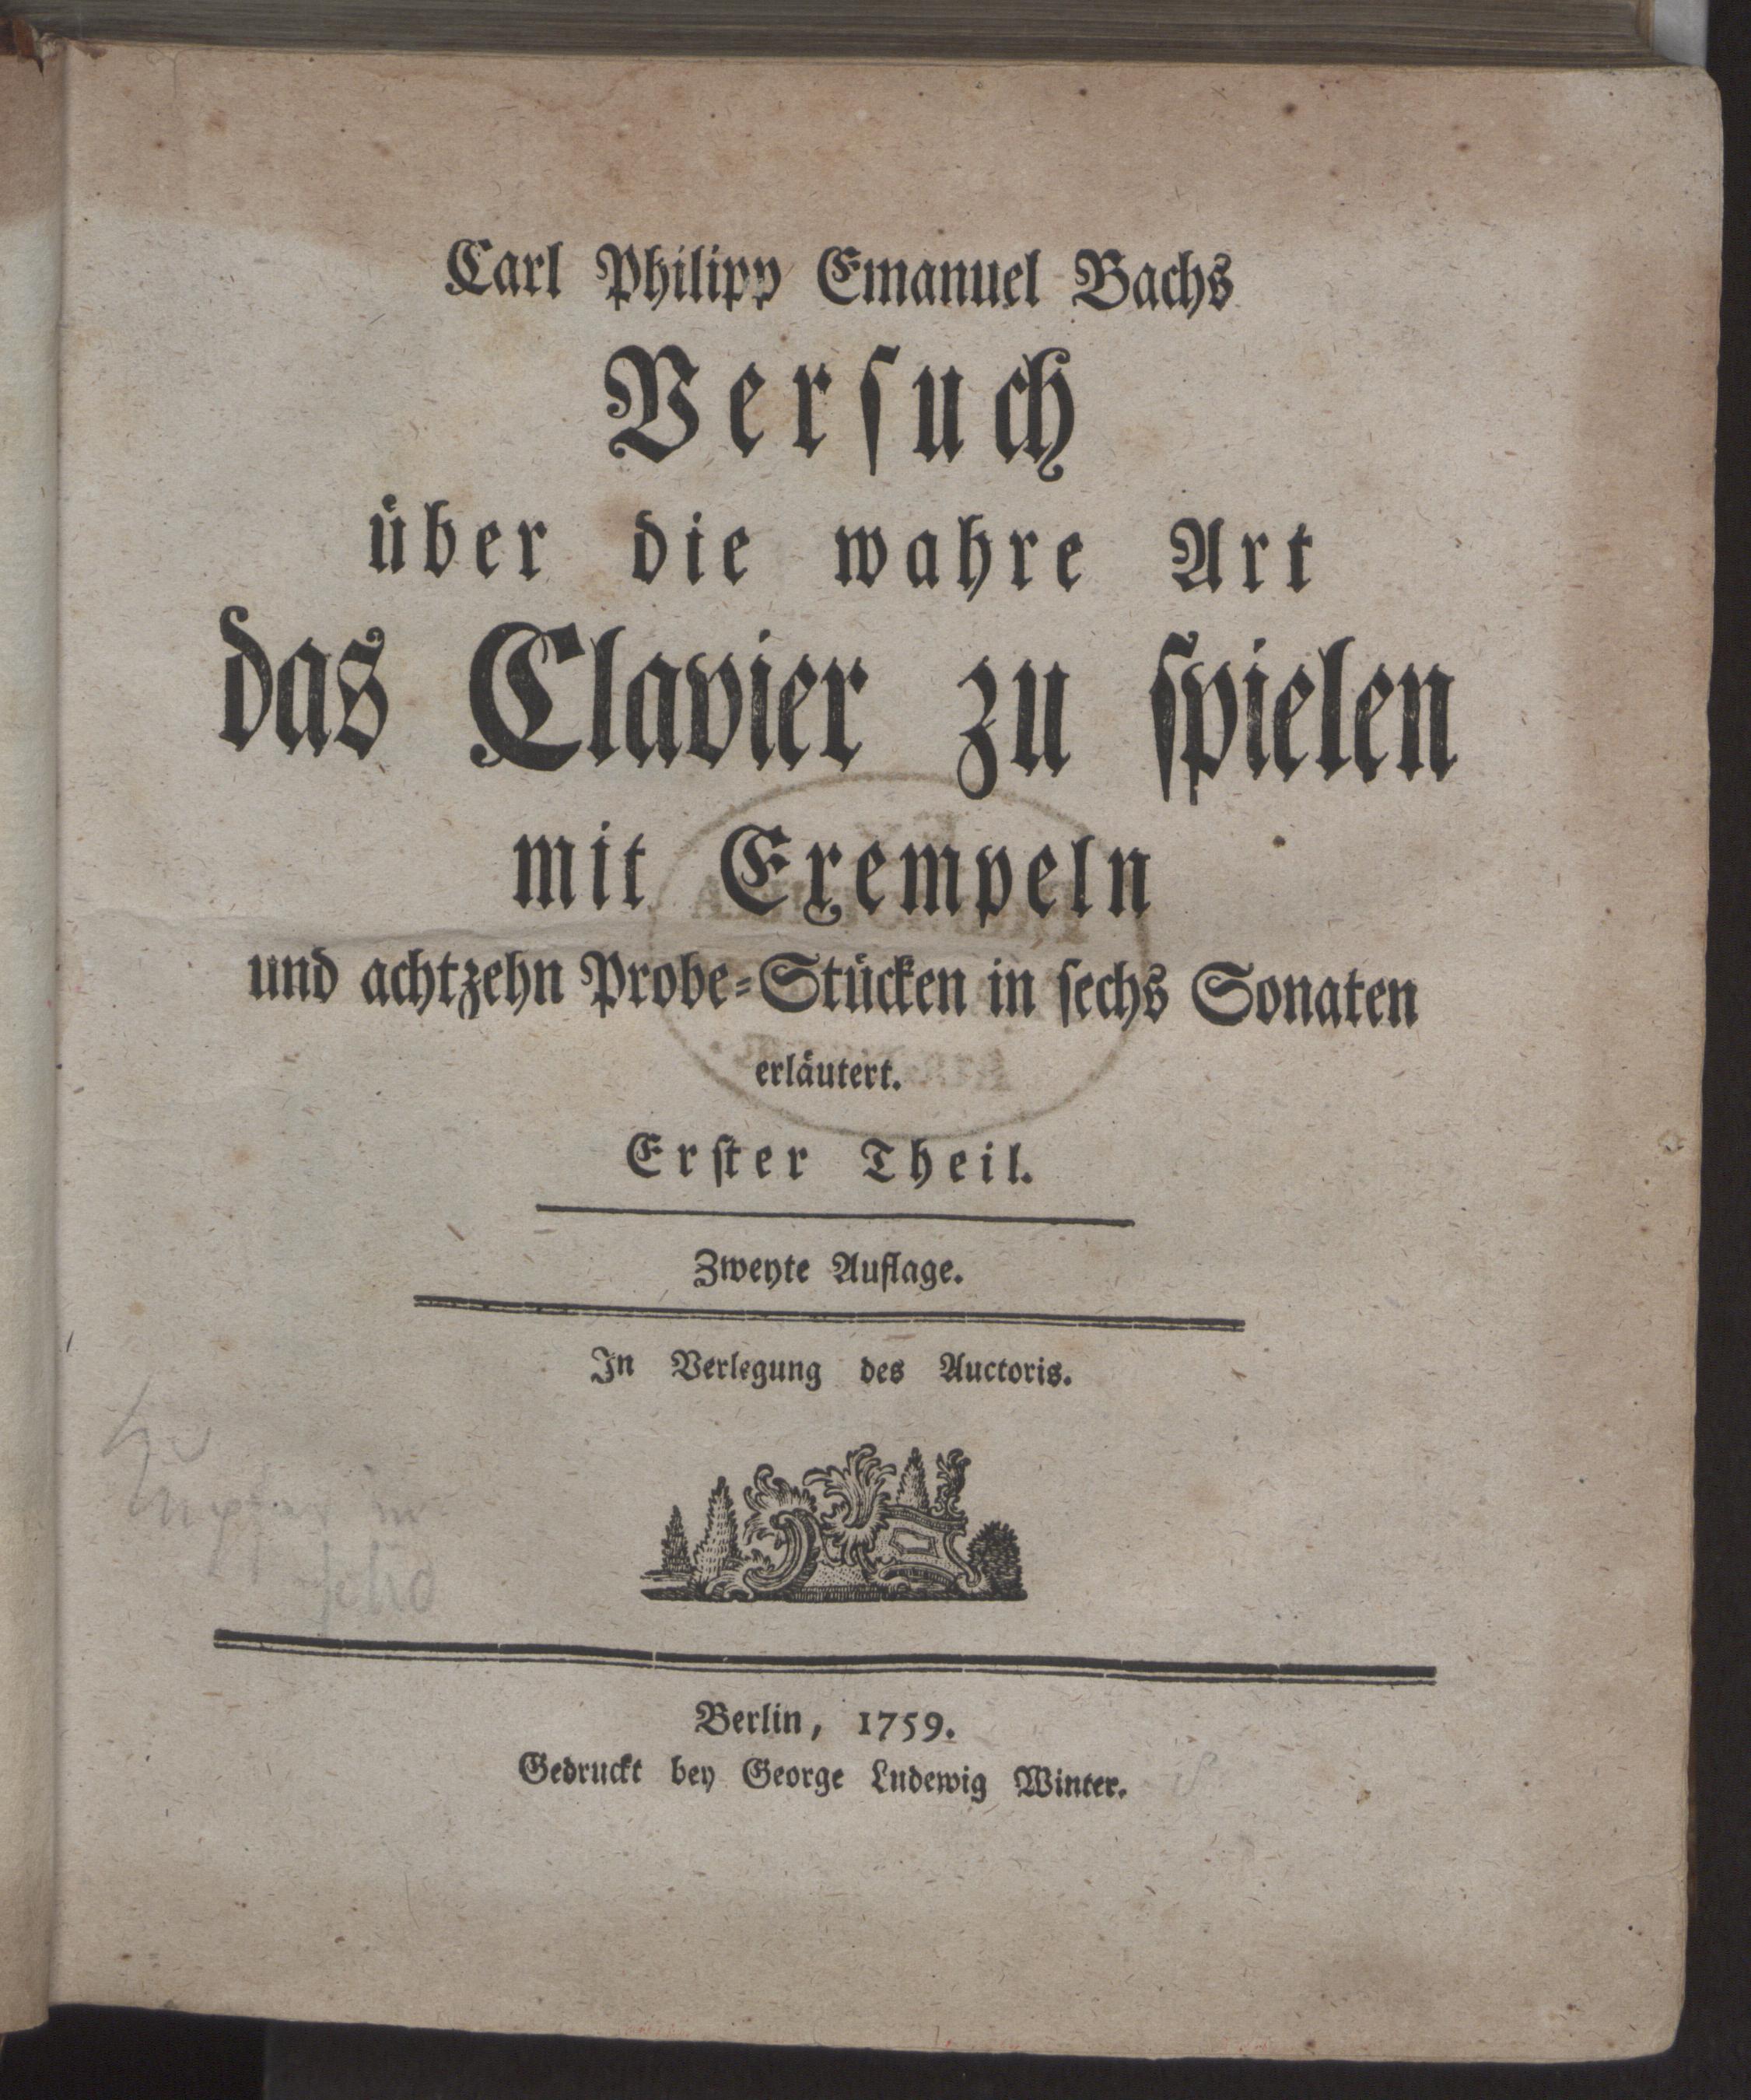 Carl Philipp Emanuel Bachs
Verſuch
über die wahre Art
das Clavier zu ſpielen
mit Exempeln
und achtzehn Probe-Stücken in ſechs Sonaten
erläutert.
Erſter Theil.
Zweyte Auflage.
In Verlegung des Auctoris.
Berlin, 1759.
Gedruckt bey George Ludewig Winter.